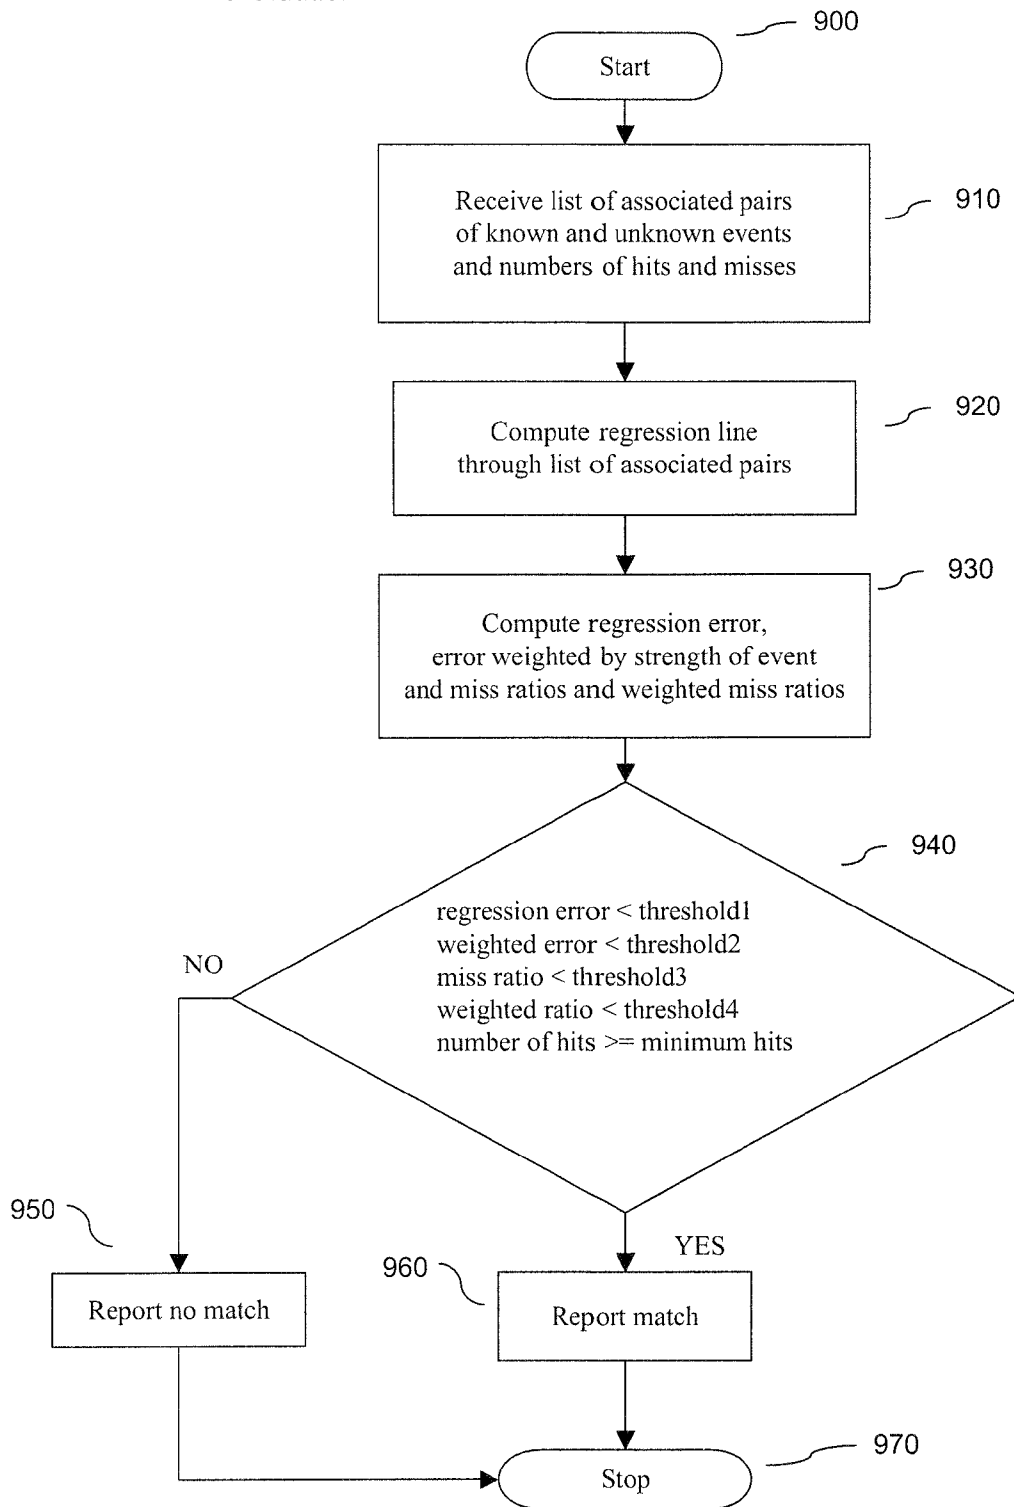 900
Start
910
Receive list of associated pairs
of known and unknown events
and numbers of hits and misses
920
Compute regression line
through list of associated pairs
930
Compute regression error,
error weighted by strength of event
and miss ratios and weighted miss ratios
940
regression error < threshold1
weighted error < threshold2
miss ratio < threshold3
weighted ratio < threshold4
number of hits >= minimum hits
NO
YES
950
Report no match
960
Report match
970
Stop